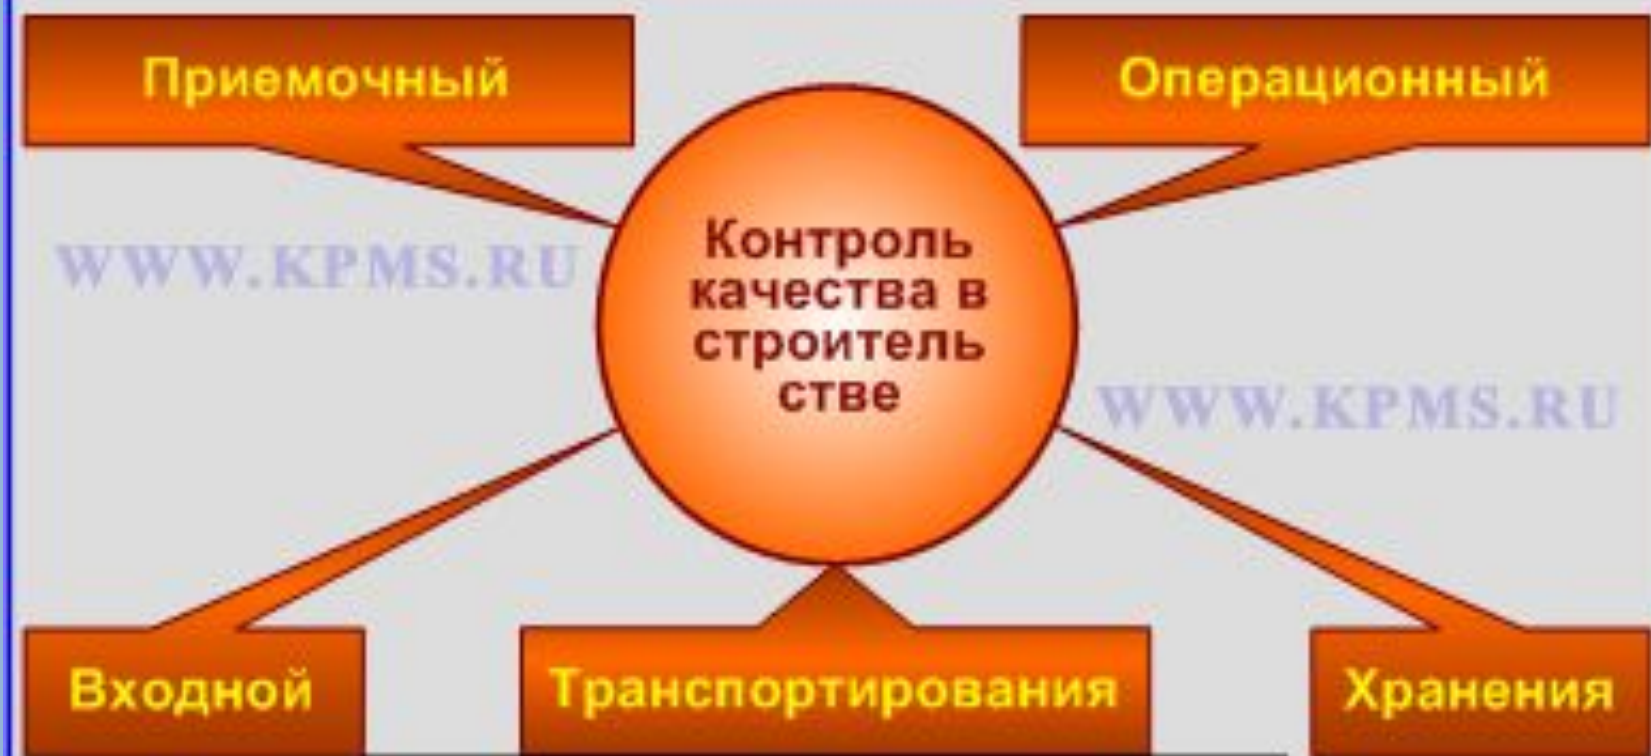 Приемочный
Операционный
WWW.KPMS.RU
Контроль
качества в
строитель
стве
WWW.KPMS.RU
Входной
Транспортирования
Хранения